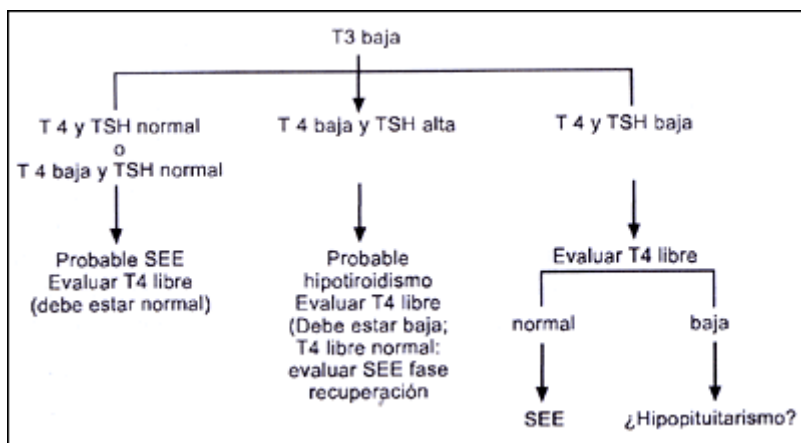 T3 baja
T 4 y TSH normal
o
T 4 baja y TSH normal
T 4 baja y TSH alta
T 4 y TSH baja
Probable SEE
Evaluar T4 libre
(debe estar normal)
Probable
hipotiroidismo
Evaluar T4 libre
(Debe estar baja;
T4 libre normal:
evaluar SEE fase
recuperación
Evaluar T4 libre
normal
baja
SEE
¿Hipopituitarismo?